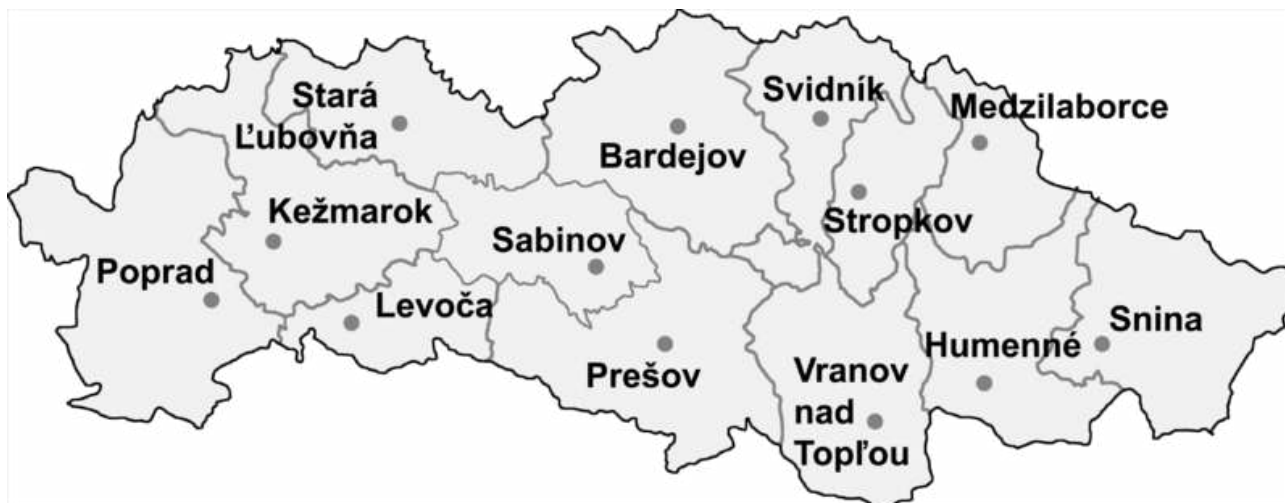 Stará
Ľubovňa
Svidník
Medzilaborce
Bardejov
Kežmarok
Stropkov
Sabinov
Poprad
Levoča
Snina
Humenné
Prešov
Vranov
nad
Topľou